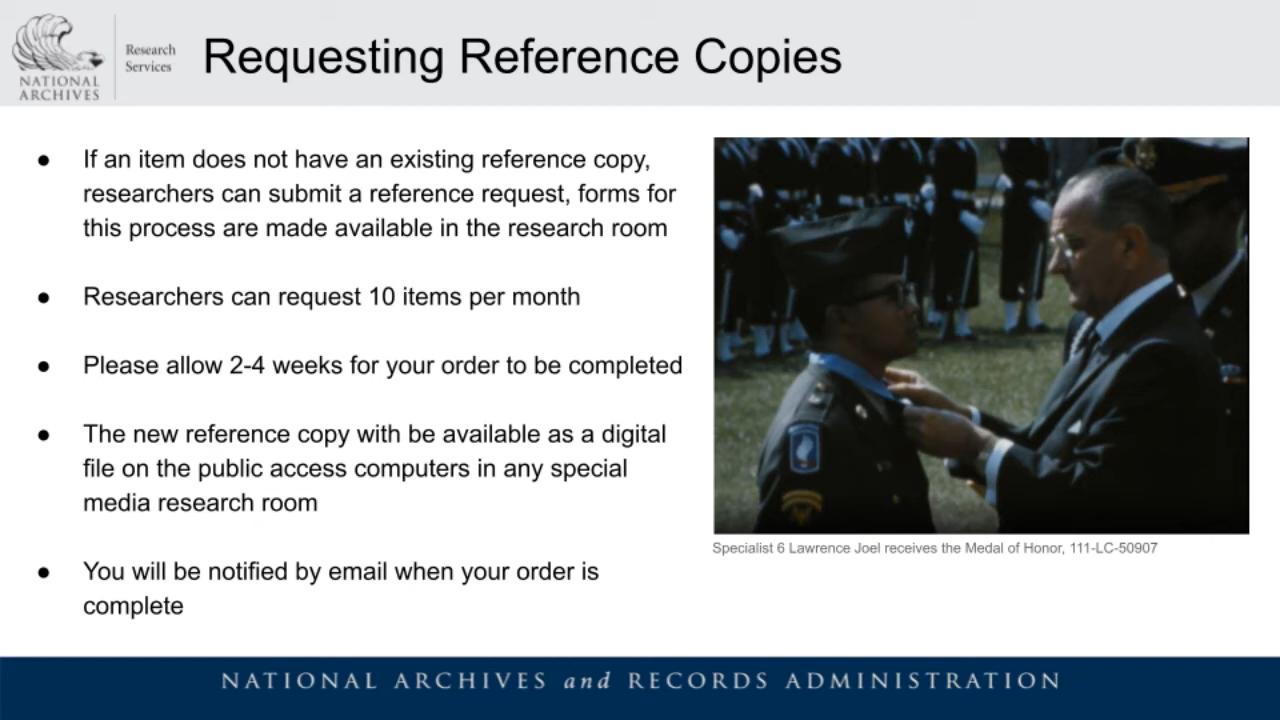 NATIONAL
ARCHIVES
Research
Services
Requesting Reference Copies
● If an item does not have an existing reference copy,
researchers can submit a reference request, forms for
this process are made available in the research room
● Researchers can request 10 items per month
● Please allow 2-4 weeks for your order to be completed
● The new reference copy with be available as a digital
file on the public access computers in any special
media research room
● You will be notified by email when your order is
complete
Specialist 6 Lawrence Joel receives the Medal of Honor, 111-LC-50907
NATIONAL ARCHIVES and RECORDS ADMINISTRATION